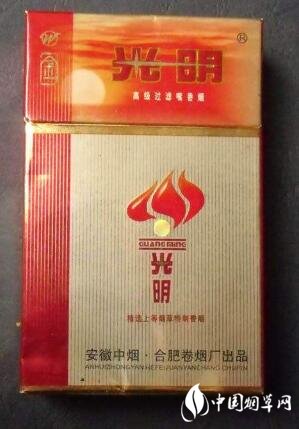 光明®
高级过滤嘴香烟
GUANGMING
光明
精选上等烟草特制香烟
安徽中烟·合肥卷烟厂出品
ANHUIZHONGYAN HEFEIJUANYANCHANG CHUPIN
中国烟草网